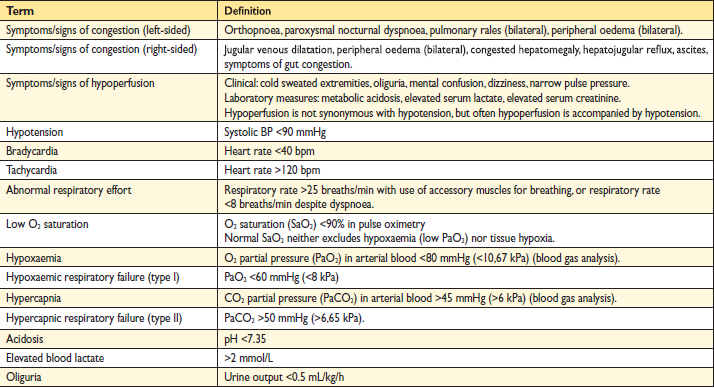 Term Definition
Symptoms/signs of congestion (left-sided) Orthopnoea, paroxysmal nocturnal dyspnoea, pulmonary rales (bilateral), peripheral oedema (bilateral).
Symptoms/signs of congestion (right-sided) Jugular venous dilatation, peripheral oedema (bilateral), congested hepatomegaly, hepatojugular reflux, ascites,
symptoms of gut congestion.
Symptoms/signs of hypoperfusion Clinical: cold sweated extremities, oliguria, mental confusion, dizziness, narrow pulse pressure.
Laboratory measures: metabolic acidosis, elevated serum lactate, elevated serum creatinine.
Hypoperfusion is not synonymous with hypotension, but often hypoperfusion is accompanied by hypotension.
Hypotension Systolic BP <90 mmHg
Bradycardia Heart rate <40 bpm
Tachycardia Heart rate >120 bpm
Abnormal respiratory effort Respiratory rate >25 breaths/min with use of accessory muscles for breathing, or respiratory rate
<8 breaths/min despite dyspnoea.
Low O₂ saturation O₂ saturation (SaO₂) <90% in pulse oximetry
Normal SaO₂ neither excludes hypoxaemia (low PaO₂) nor tissue hypoxia.
Hypoxaemia O₂ partial pressure (PaO₂) in arterial blood <80 mmHg (<10,67 kPa) (blood gas analysis).
Hypoxaemic respiratory failure (type I) PaO₂ <60 mmHg (<8 kPa)
Hypercapnia CO₂ partial pressure (PaCO₂) in arterial blood >45 mmHg (>6 kPa) (blood gas analysis).
Hypercapnic respiratory failure (type II) PaCO₂ >50 mmHg (>6,65 kPa).
Acidosis pH <7.35
Elevated blood lactate >2 mmol/L
Oliguria Urine output <0.5 mL/kg/h